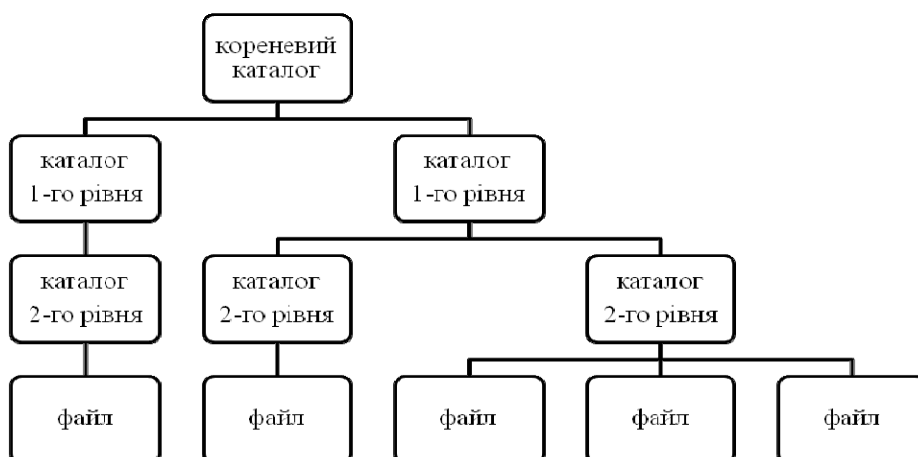 кореневий
каталог
каталог
1-го рівня
каталог
1-го рівня
каталог
2-го рівня
каталог
2-го рівня
каталог
2-го рівня
файл
файл
файл
файл
файл